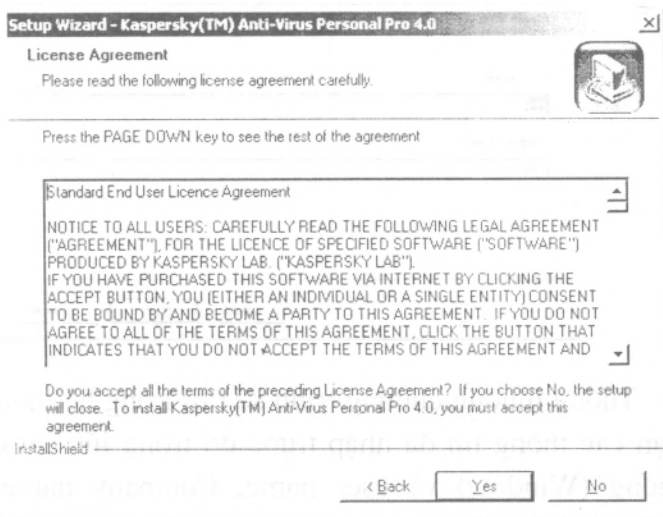 Setup Wizard - Kaspersky(TM) Anti-Virus Personal Pro 4.0
License Agreement
Please read the following license agreement carefully.
Press the PAGE DOWN key to see the rest of the agreement
Standard End User Licence Agreement
NOTICE TO ALL USERS: CAREFULLY READ THE FOLLOWING LEGAL AGREEMENT
("AGREEMENT"), FOR THE LICENCE OF SPECIFIED SOFTWARE ("SOFTWARE")
PRODUCED BY KASPERSKY LAB. ("KASPERSKY LAB").
IF YOU HAVE PURCHASED THIS SOFTWARE VIA INTERNET BY CLICKING THE
ACCEPT BUTTON, YOU (EITHER AN INDIVIDUAL OR A SINGLE ENTITY) CONSENT
TO BE BOUND BY AND BECOME A PARTY TO THIS AGREEMENT. IF YOU DO NOT
AGREE TO ALL OF THE TERMS OF THIS AGREEMENT, CLICK THE BUTTON THAT
INDICATES THAT YOU DO NOT ACCEPT THE TERMS OF THIS AGREEMENT AND
Do you accept all the terms of the preceding License Agreement? If you choose No, the setup
will close. To install Kaspersky(TM) Anti-Virus Personal Pro 4.0, you must accept this
agreement.
InstallShield
< Back Yes No